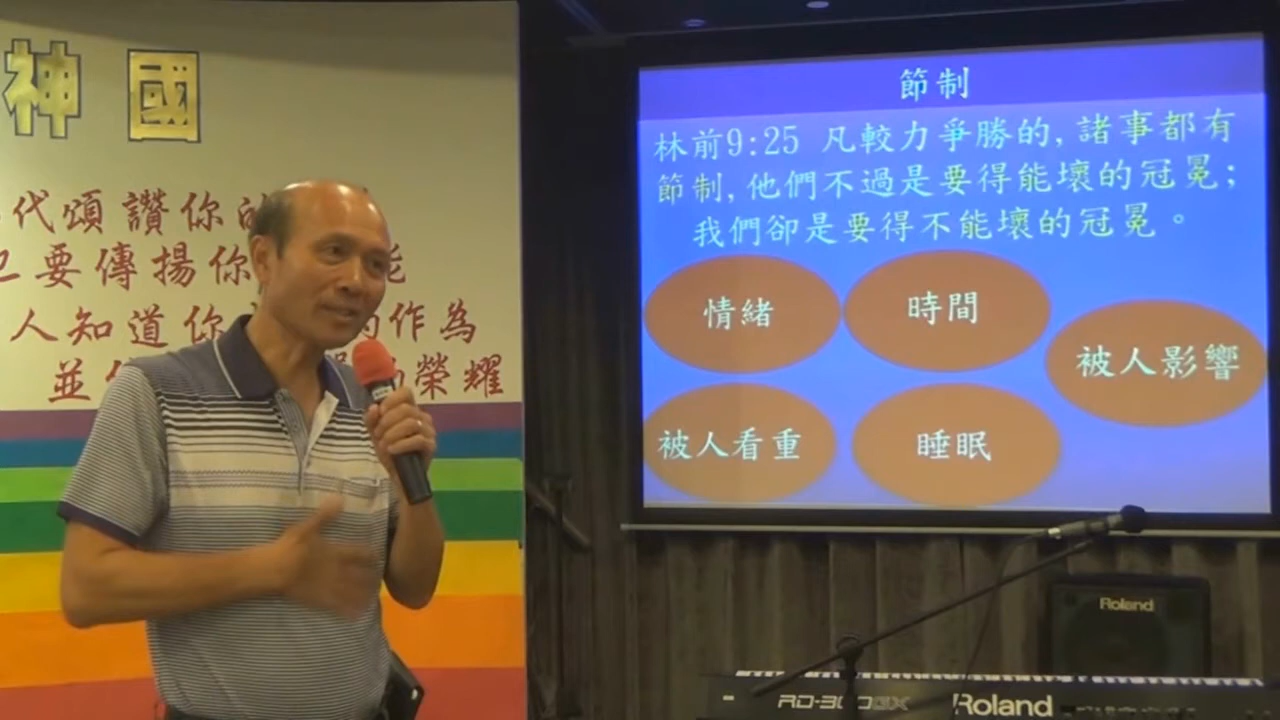 神國
代頌讚你的
要傳揚你 能
人知道你 的作為
並 榮耀
節制
林前9:25 凡較力爭勝的,諸事都有
節制,他們不過是要得能壞的冠冕;
我們卻是要得不能壞的冠冕。
情緒
時間
被人影響
被人看重
睡眠
Roland
RD-300GX
Roland